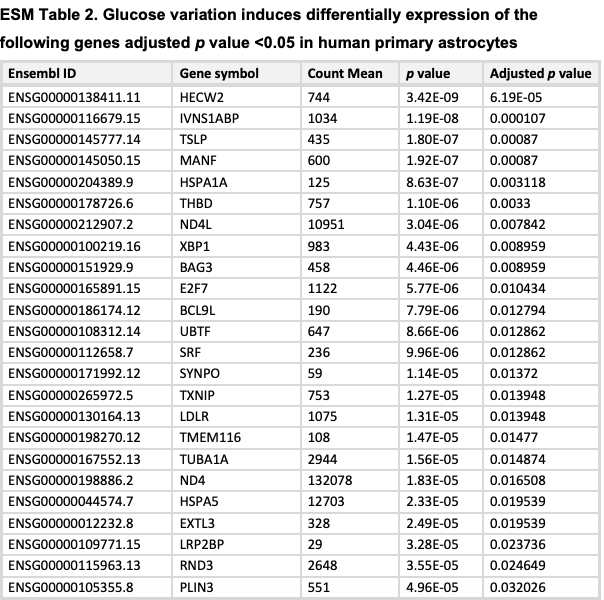 ESM Table 2. Glucose variation induces differentially expression of the
following genes adjusted p value <0.05 in human primary astrocytes
Ensembl ID Gene symbol Count Mean p value Adjusted p value
ENSG00000138411.11 HECW2 744 3.42E-09 6.19E-05
ENSG00000116679.15 IVNS1ABP 1034 1.19E-08 0.000107
ENSG00000145777.14 TSLP 435 1.80E-07 0.00087
ENSG00000145050.15 MANF 600 1.92E-07 0.00087
ENSG00000204389.9 HSPA1A 125 8.63E-07 0.003118
ENSG00000178726.6 THBD 757 1.10E-06 0.0033
ENSG00000212907.2 ND4L 10951 3.04E-06 0.007842
ENSG00000100219.16 XBP1 983 4.43E-06 0.008959
ENSG00000151929.9 BAG3 458 4.46E-06 0.008959
ENSG00000165891.15 E2F7 1122 5.77E-06 0.010434
ENSG00000186174.12 BCL9L 190 7.79E-06 0.012794
ENSG00000108312.14 UBTF 647 8.66E-06 0.012862
ENSG00000112658.7 SRF 236 9.96E-06 0.012862
ENSG00000171992.12 SYNPO 59 1.14E-05 0.01372
ENSG00000265972.5 TXNIP 753 1.27E-05 0.013948
ENSG00000130164.13 LDLR 1075 1.31E-05 0.013948
ENSG00000198270.12 TMEM116 108 1.47E-05 0.01477
ENSG00000167552.13 TUBA1A 2944 1.56E-05 0.014874
ENSG00000198886.2 ND4 132078 1.83E-05 0.016508
ENSG00000044574.7 HSPA5 12703 2.33E-05 0.019539
ENSG00000012232.8 EXTL3 328 2.49E-05 0.019539
ENSG00000109771.15 LRP2BP 29 3.28E-05 0.023736
ENSG00000115963.13 RND3 2648 3.55E-05 0.024649
ENSG00000105355.8 PLIN3 551 4.96E-05 0.032026